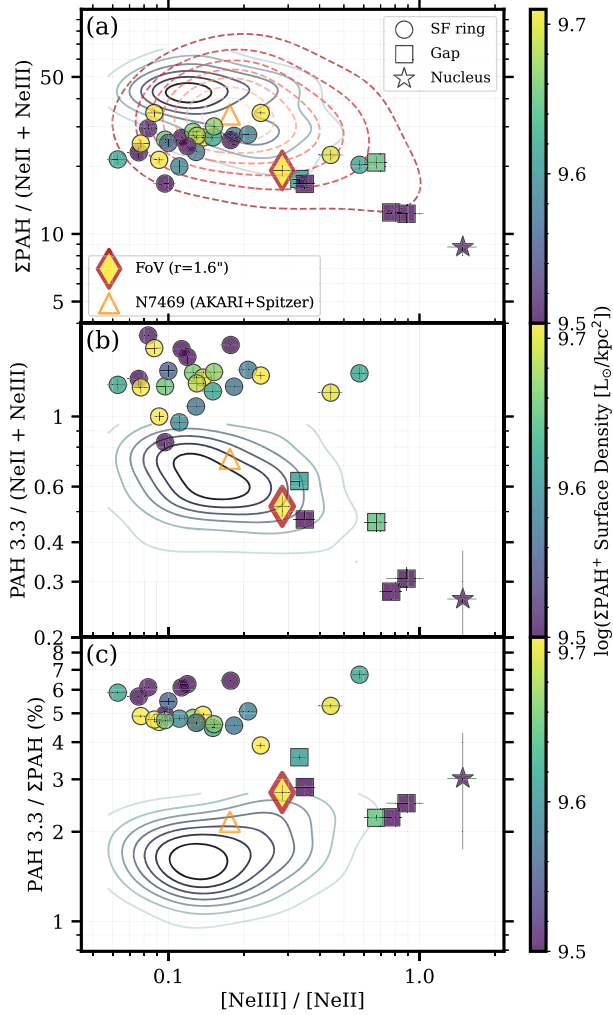 (a)
SF ring
Gap
Nucleus
50
10
5
ΣPAH / (NeII + NeIII)
FoV (r=1.6")
N7469 (AKARI+Spitzer)
9.7
9.6
9.5
(b)
1
0.6
0.4
0.3
0.2
PAH 3.3 / (NeII + NeIII)
9.7
9.6
9.5
log(ΣPAH⁺ Surface Density [L☉/kpc²])
(c)
8
7
6
5
4
3
2
1
PAH 3.3 / ΣPAH (%)
9.7
9.6
9.5
0.1
1.0
[NeIII] / [NeII]